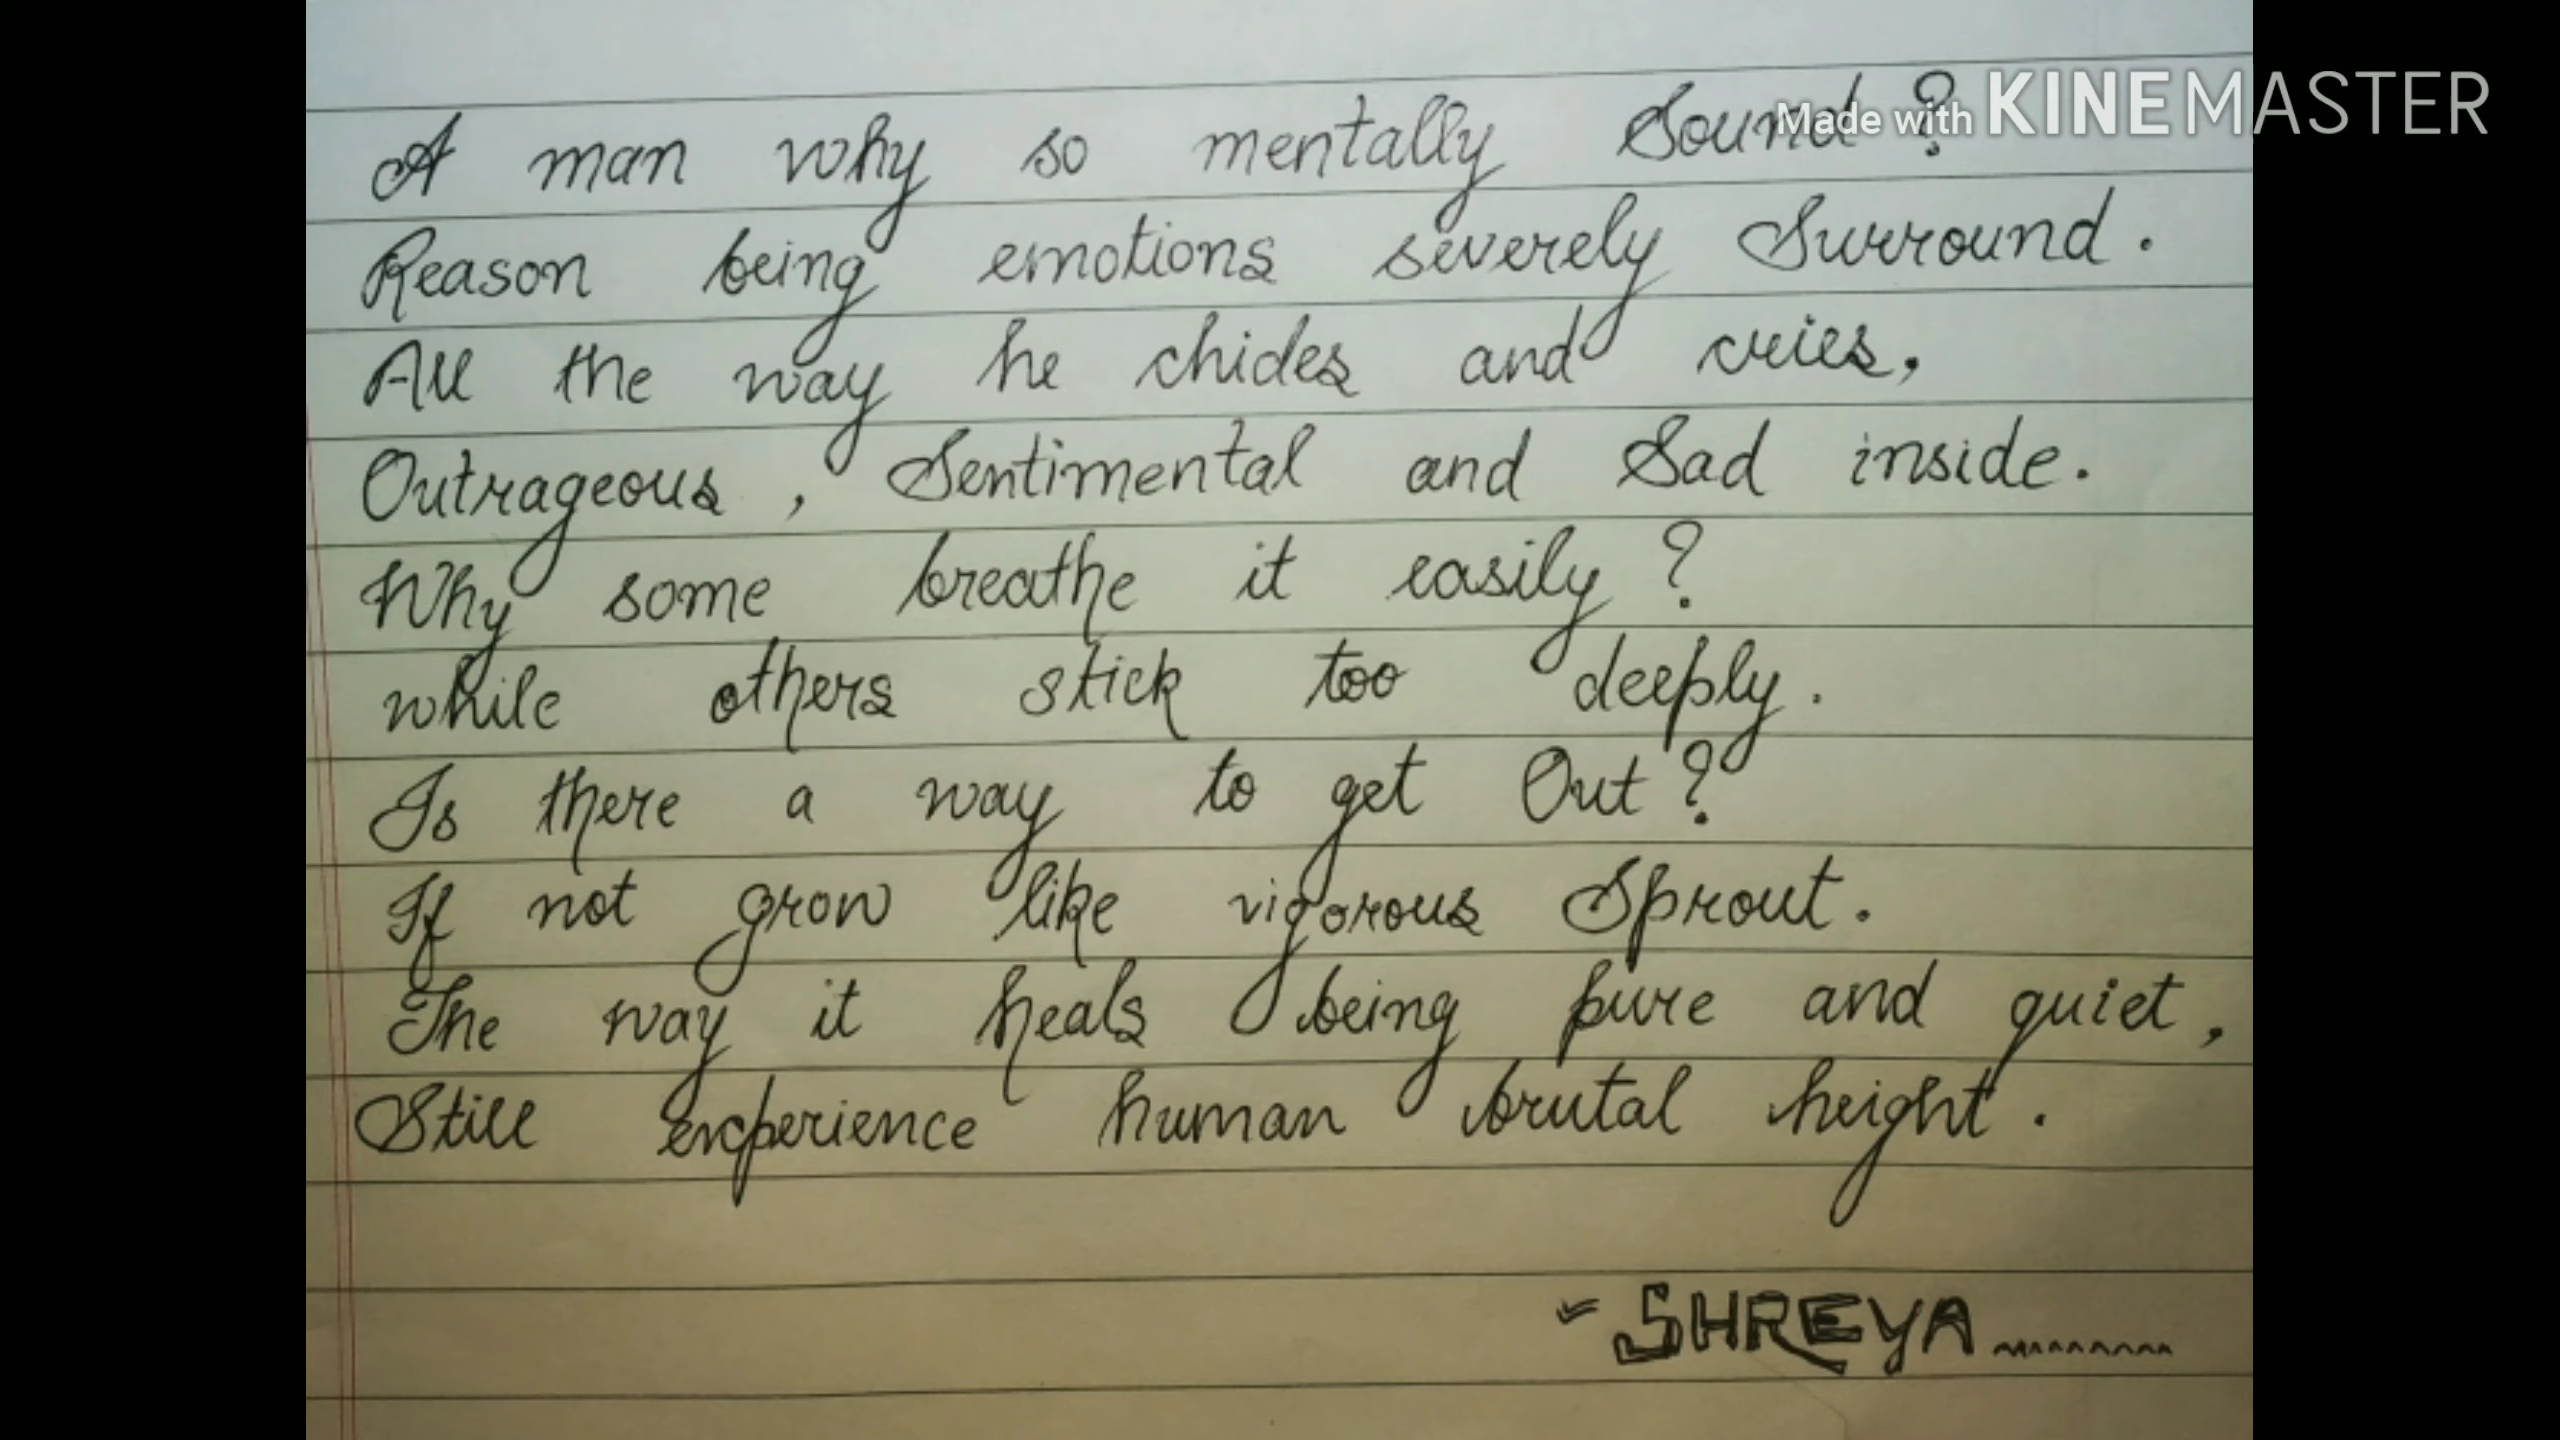 Made with KINEMASTER
A man why so mentally Sound?
Reason being emotions severely Surround.
All the way he chides and cries,
Outrageous, Sentimental and Sad inside.
Why some breathe it easily?
while others stick too deeply.
Is there a way to get Out?
If not grow like vigorous Sprout.
The way it heals being pure and quiet,
Still experience human brutal height.
- SHREYA.........